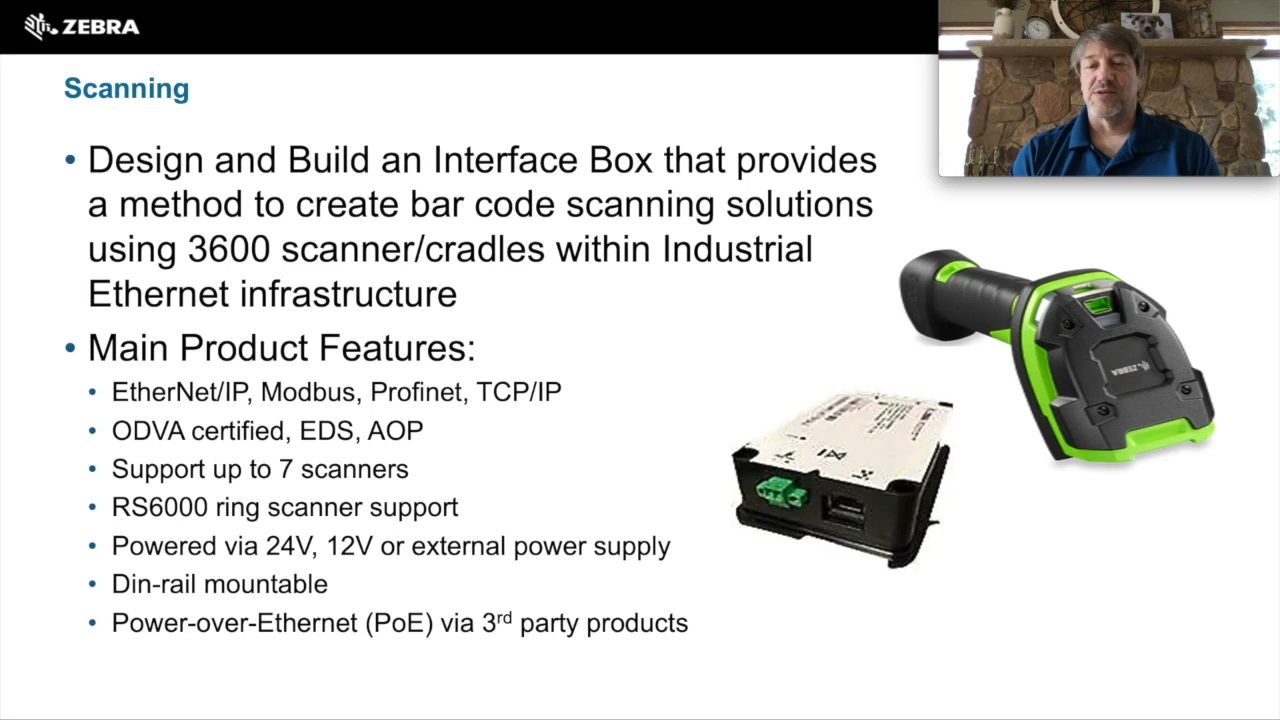 ZEBRA
Scanning
• Design and Build an Interface Box that provides
a method to create bar code scanning solutions
using 3600 scanner/cradles within Industrial
Ethernet infrastructure
• Main Product Features:
• EtherNet/IP, Modbus, Profinet, TCP/IP
• ODVA certified, EDS, AOP
• Support up to 7 scanners
• RS6000 ring scanner support
• Powered via 24V, 12V or external power supply
• Din-rail mountable
• Power-over-Ethernet (PoE) via 3rd party products
ZEBRA